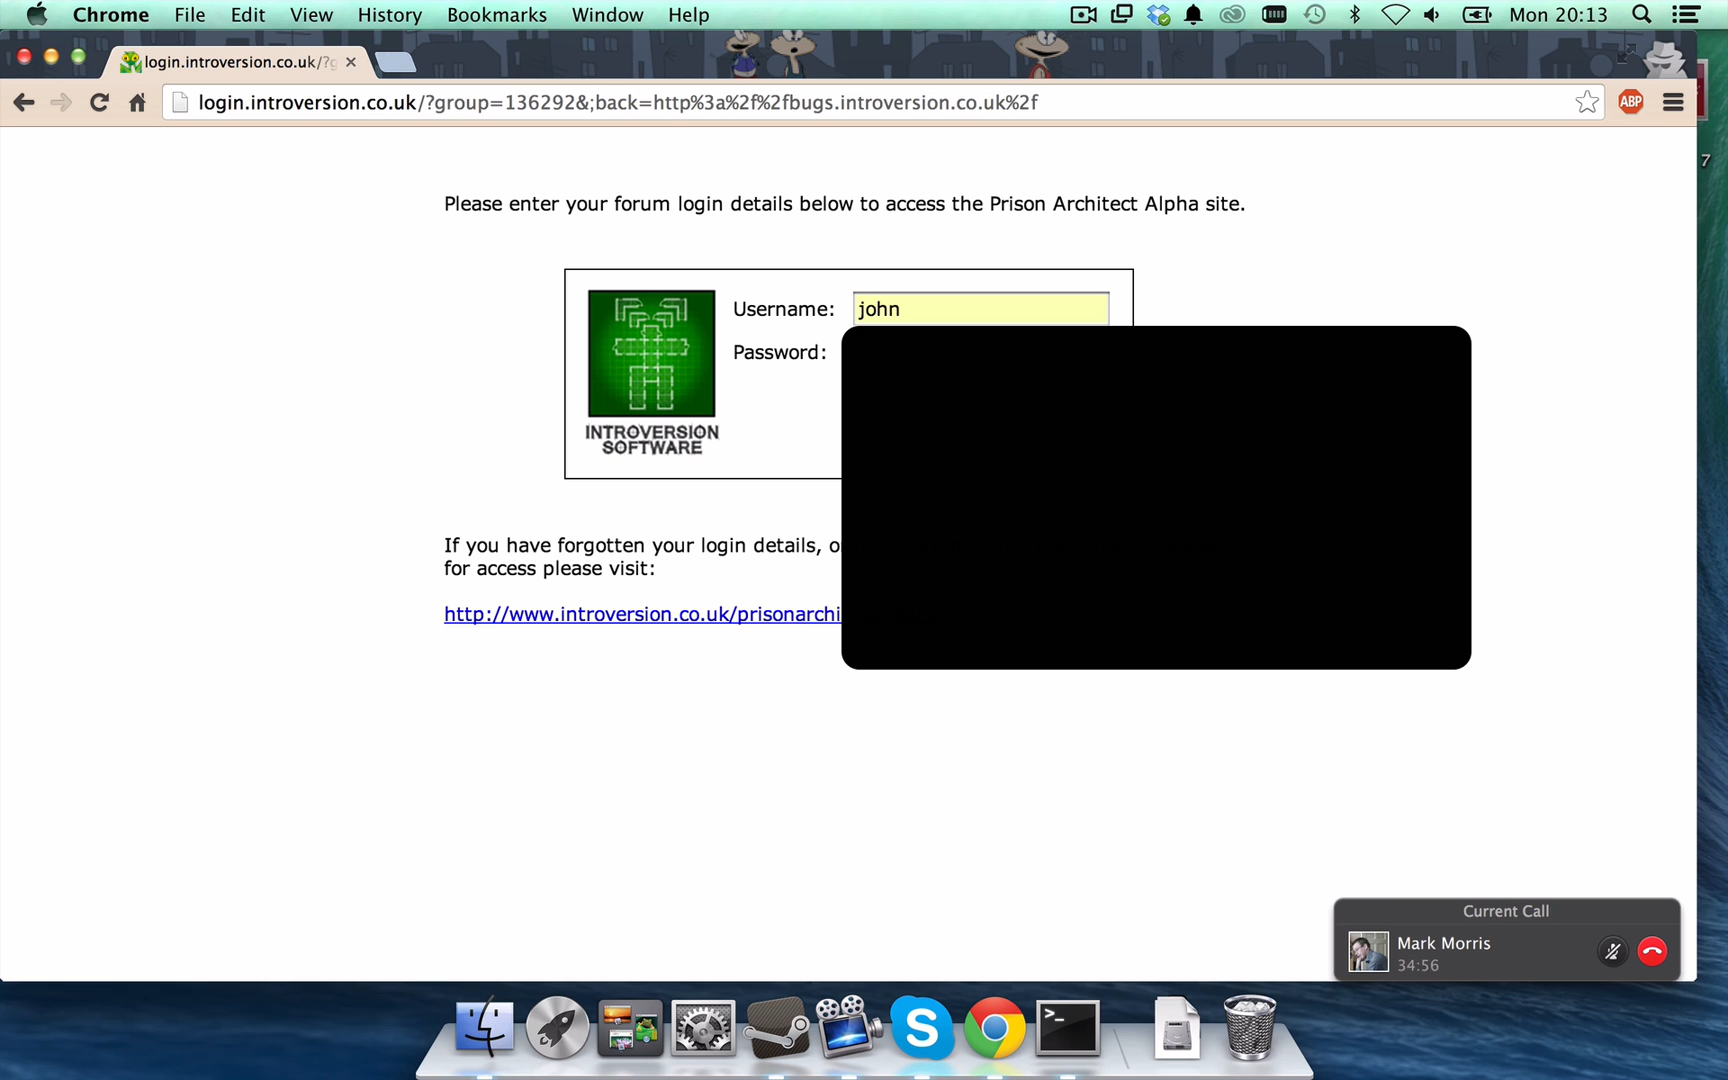 Chrome File Edit View History Bookmarks Window Help Mon 20:13
login.introversion.co.uk/?g
login.introversion.co.uk/?group=136292&;back=http%3a%2f%2fbugs.introversion.co.uk%2f ABP
7
Please enter your forum login details below to access the Prison Architect Alpha site.
Username: john
Password:
INTROVERSION
SOFTWARE
If you have forgotten your login details, o
for access please visit:
http://www.introversion.co.uk/prisonarchi
Current Call
Mark Morris
34:56